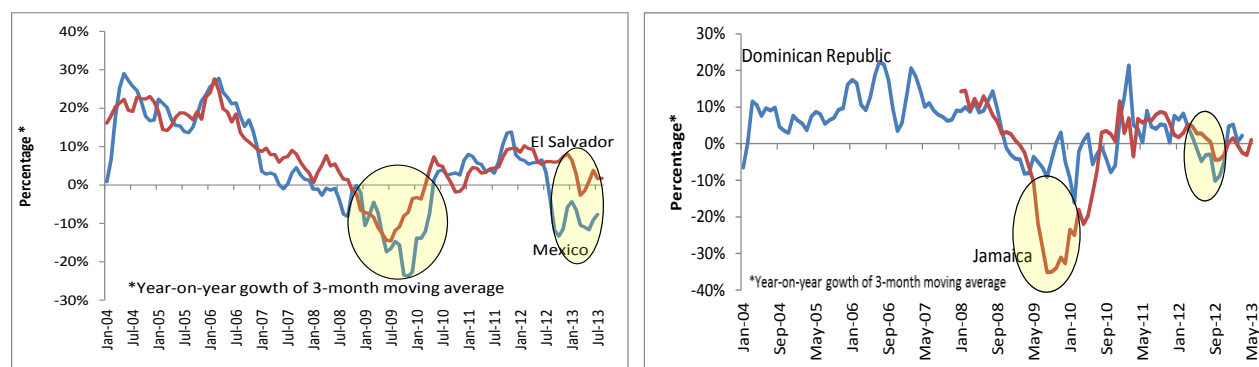 40%
30%
20%
10%
0%
-10%
-20%
-30%
Percentage*
El Salvador
Mexico
*Year-on-year gowth of 3-month moving average
Jan-04
Jul-04
Jan-05
Jul-05
Jan-06
Jul-06
Jan-07
Jul-07
Jan-08
Jul-08
Jan-09
Jul-09
Jan-10
Jul-10
Jan-11
Jul-11
Jan-12
Jul-12
Jan-13
Jul-13
30%
20%
10%
0%
-10%
-20%
-30%
-40%
Percentage*
Dominican Republic
Jamaica
*Year-on-year gowth of 3-month moving average
Jan-04
Sep-04
May-05
Jan-06
Sep-06
May-07
Jan-08
Sep-08
May-09
Jan-10
Sep-10
May-11
Jan-12
Sep-12
May-13